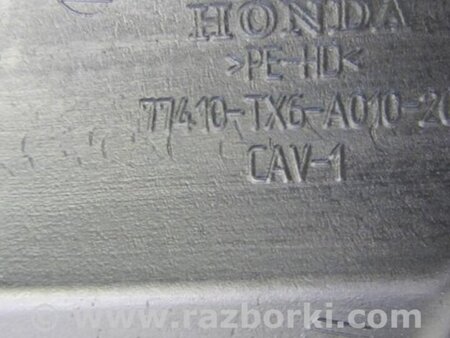 HONDA
>PE-HD<
77410-TX6-A010-20
CAV-1
© www.razborki.com/